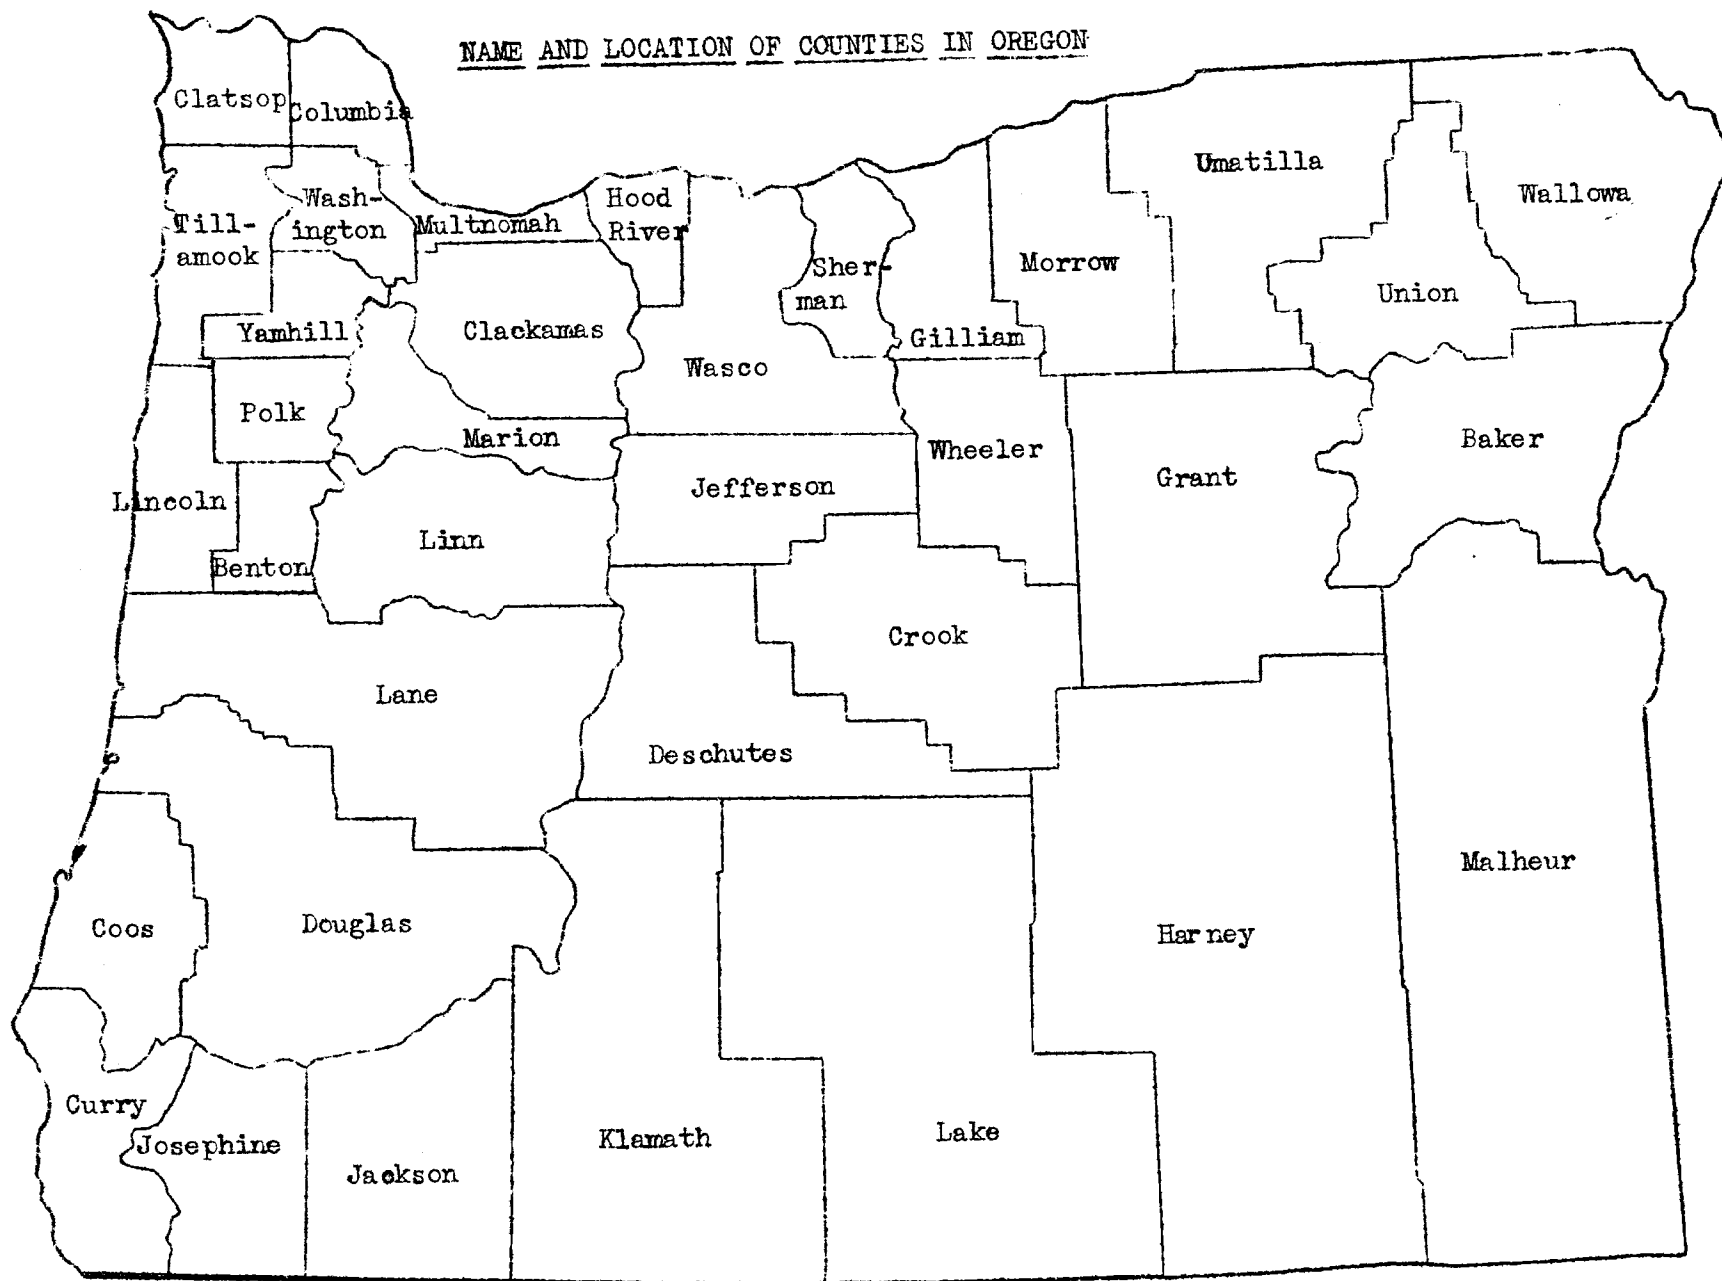 NAME AND LOCATION OF COUNTIES IN OREGON
Clatsop
Columbia
Umatilla
Wallowa
Wash-
ington
Hood
River
Till-
amook
Multnomah
Sher-
man
Morrow
Union
Yamhill
Clackamas
Gilliam
Wasco
Polk
Marion
Wheeler
Baker
Grant
Jefferson
Lincoln
Linn
Benton
Crook
Lane
Deschutes
Malheur
Coos
Douglas
Harney
Curry
Josephine
Klamath
Lake
Jackson